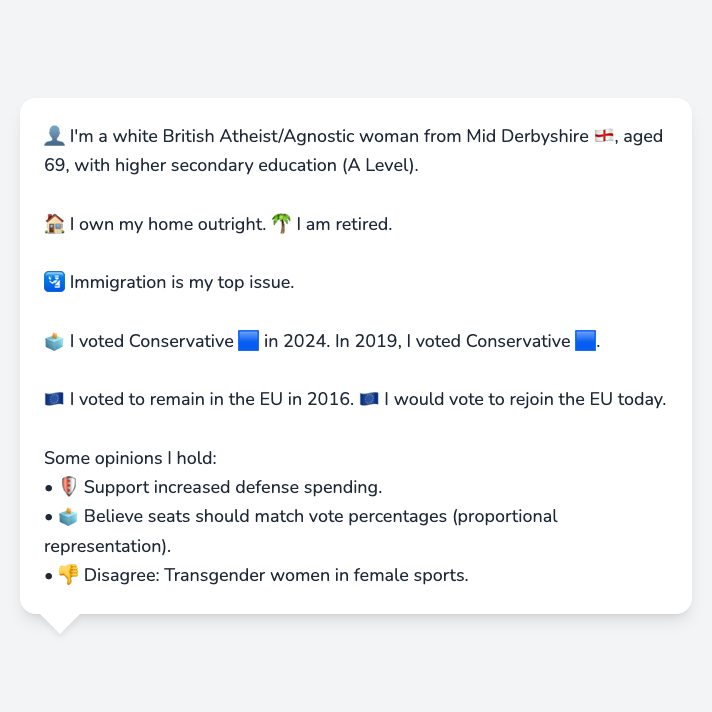 👤 I'm a white British Atheist/Agnostic woman from Mid Derbyshire 🏴󠁧󠁢󠁥󠁮󠁧󠁿, aged
69, with higher secondary education (A Level).
🏠 I own my home outright. 🌴 I am retired.
🛂 Immigration is my top issue.
🗳️ I voted Conservative 🟦 in 2024. In 2019, I voted Conservative 🟦.
🇪🇺 I voted to remain in the EU in 2016. 🇪🇺 I would vote to rejoin the EU today.
Some opinions I hold:
• 🛡️ Support increased defense spending.
• 🗳️ Believe seats should match vote percentages (proportional
representation).
• 👎 Disagree: Transgender women in female sports.